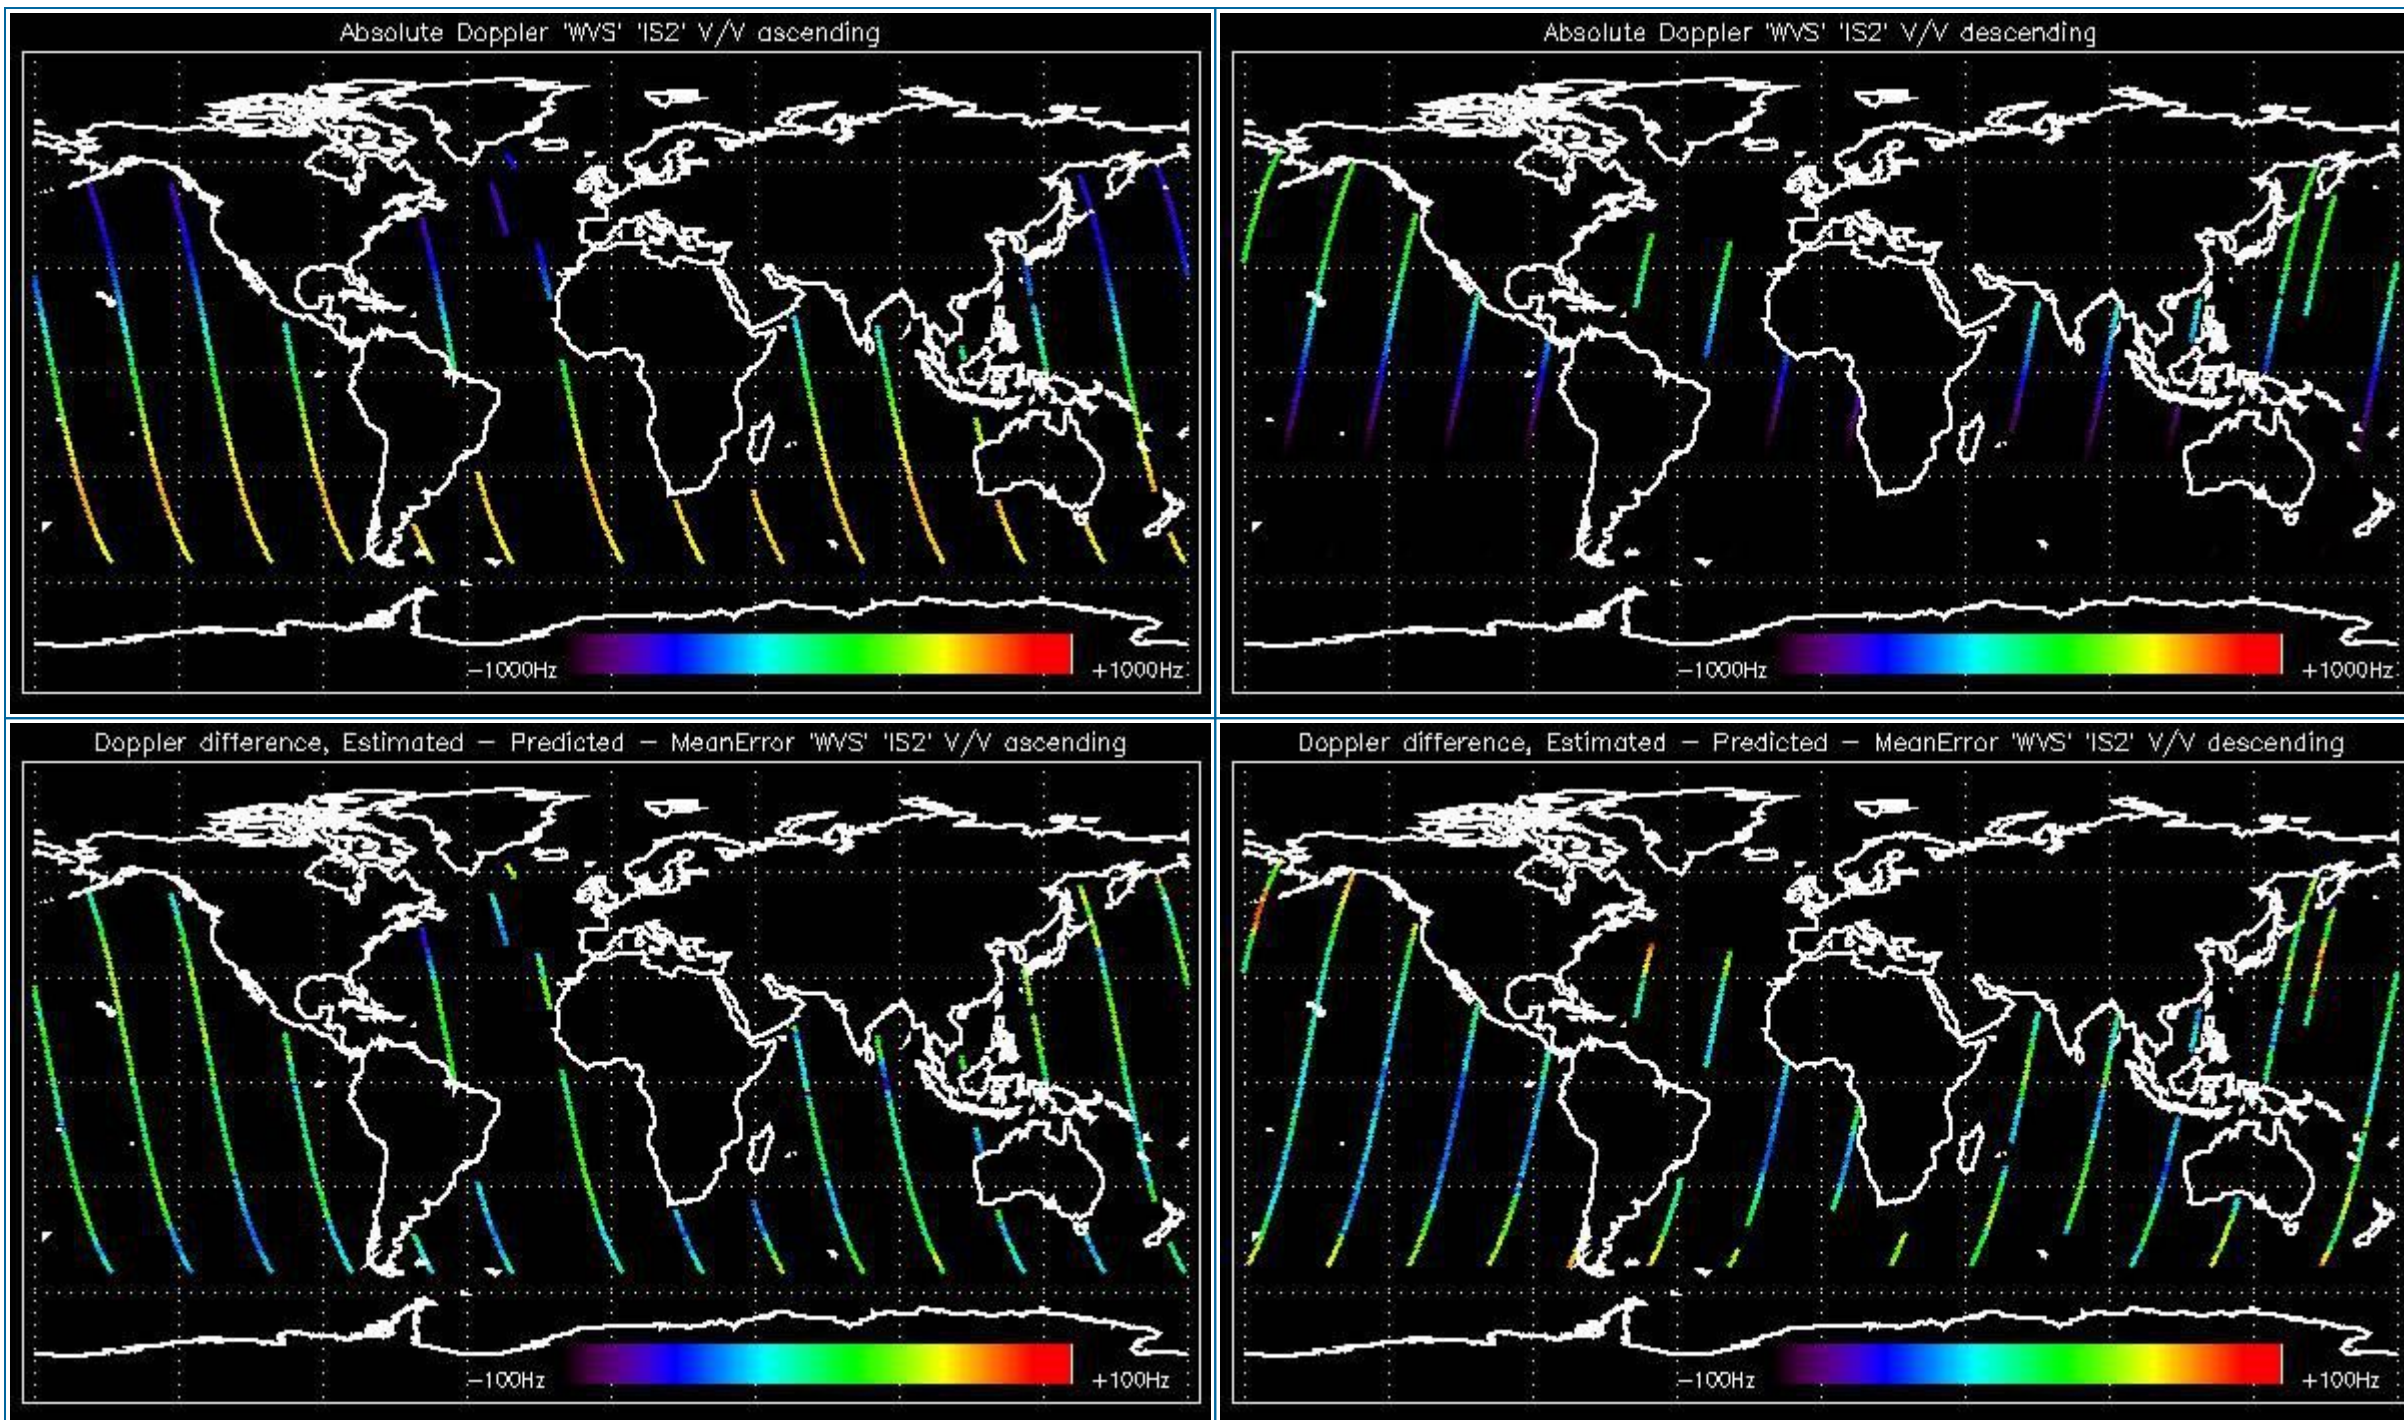 Absolute Doppler 'WVS' 'IS2' V/V ascending
-1000Hz
+1000Hz
Absolute Doppler 'WVS' 'IS2' V/V descending
-1000Hz
+1000Hz
Doppler difference, Estimated - Predicted - MeanError 'WVS' 'IS2' V/V ascending
-100Hz
+100Hz
Doppler difference, Estimated - Predicted - MeanError 'WVS' 'IS2' V/V descending
-100Hz
+100Hz